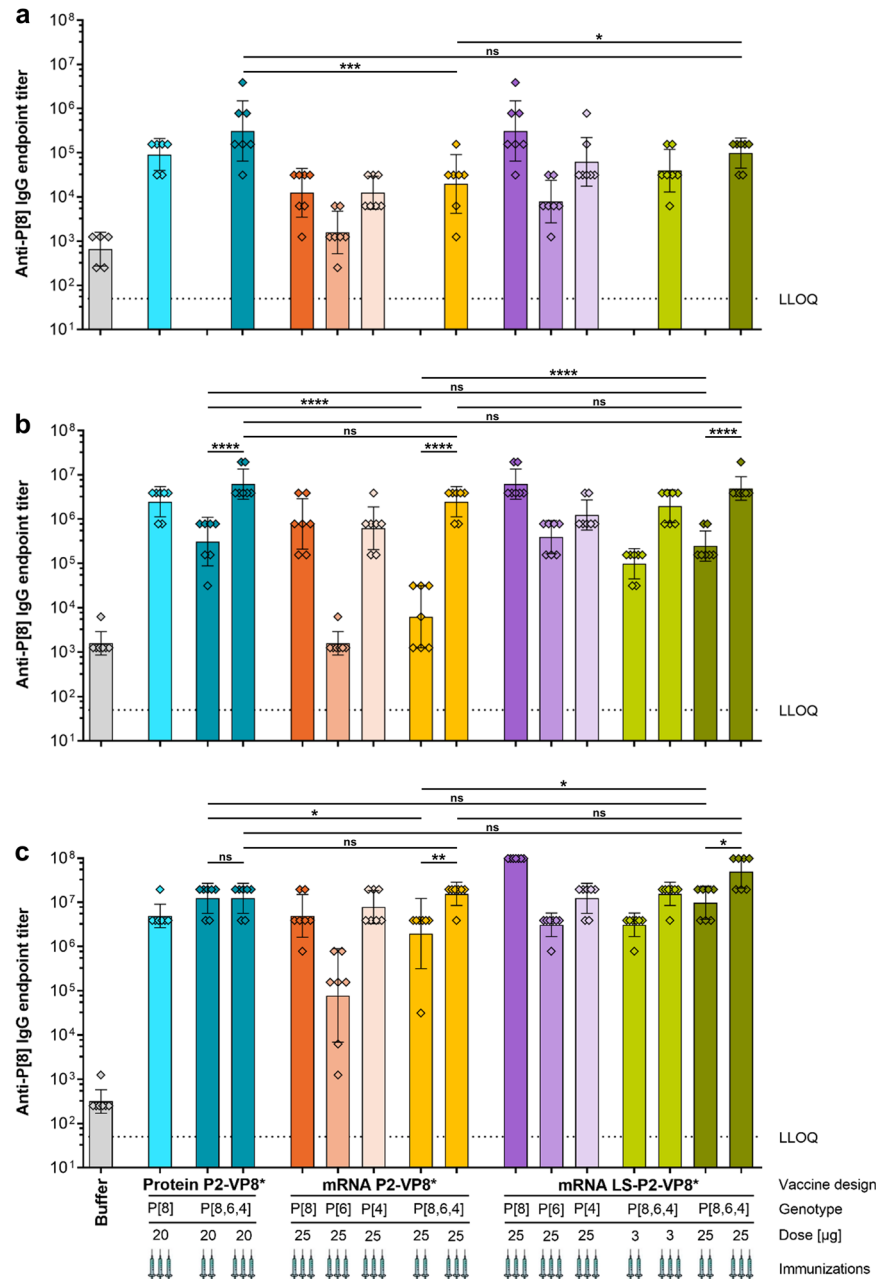 a
10⁸
10⁷
10⁶
10⁵
10⁴
10³
10²
10¹
Anti-P[8] IgG endpoint titer
*
ns
***
LLOQ
b
10⁸
10⁷
10⁶
10⁵
10⁴
10³
10²
10¹
Anti-P[8] IgG endpoint titer
****
ns
**** ns
ns
ns
**** **** ****
LLOQ
c
10⁸
10⁷
10⁶
10⁵
10⁴
10³
10²
10¹
Anti-P[8] IgG endpoint titer
*
ns
* ns
ns
ns
ns ** *
LLOQ
Buffer
Protein P2-VP8* mRNA P2-VP8* mRNA LS-P2-VP8* Vaccine design
P[8] P[8,6,4] P[8] P[6] P[4] P[8,6,4] P[8] P[6] P[4] P[8,6,4] P[8,6,4] Genotype
20 20 20 25 25 25 25 25 25 25 25 3 3 25 25 Dose [µg]
Immunizations